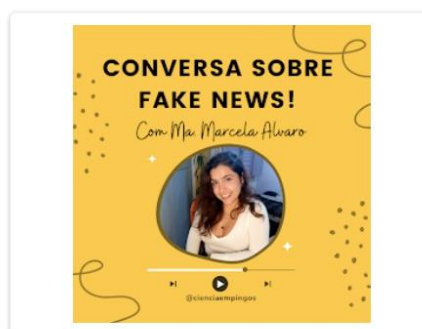 CONVERSA SOBRE
FAKE NEWS!
Com Ma. Marcela Alvaro
@cienciaempingos